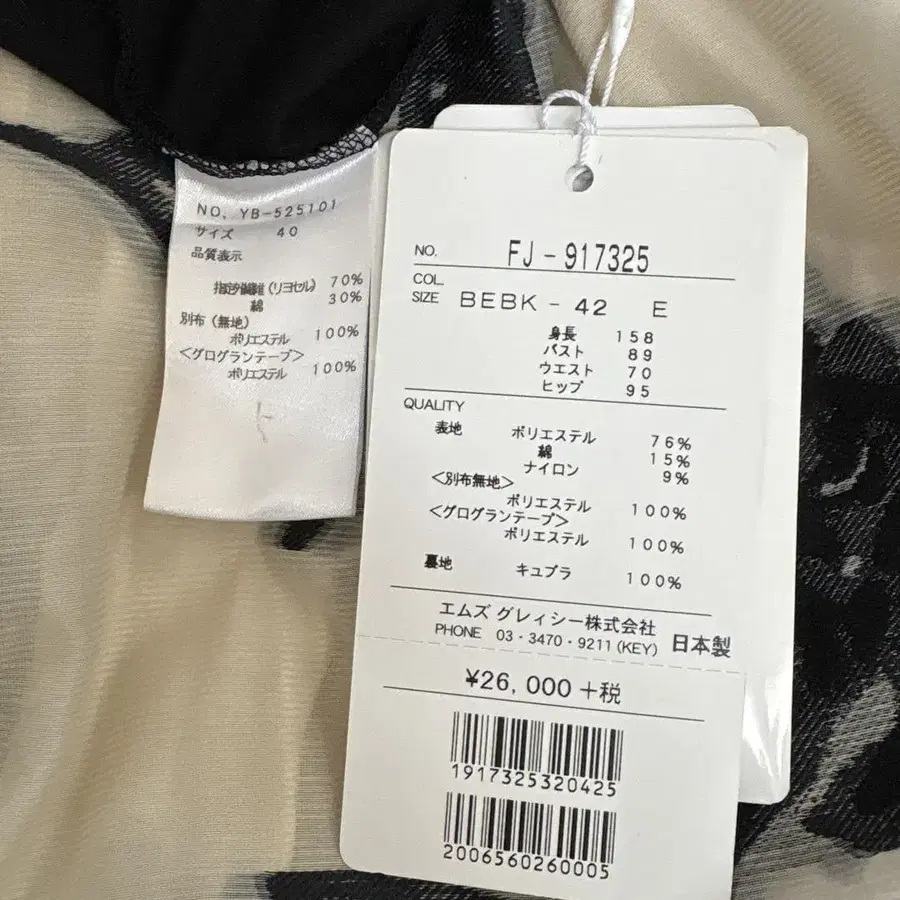 NO. YB-525101
サイズ 40
品質表示
指定外繊維(リヨセル) 70%
綿 30%
別布(無地)
ポリエステル 100%
<グログランテープ>
ポリエステル 100%
NO. FJ-917325
COL.
SIZE BEBK - 42 E
身長 158
バスト 89
ウエスト 70
ヒップ 95
QUALITY
表地 ポリエステル 76%
綿 15%
ナイロン 9%
<別布無地>
ポリエステル 100%
<グログランテープ>
ポリエステル 100%
裏地 キュプラ 100%
エムズ グレィシー株式会社
PHONE 03・3470・9211(KEY) 日本製
¥26,000+税
1917325320425
2006560260005